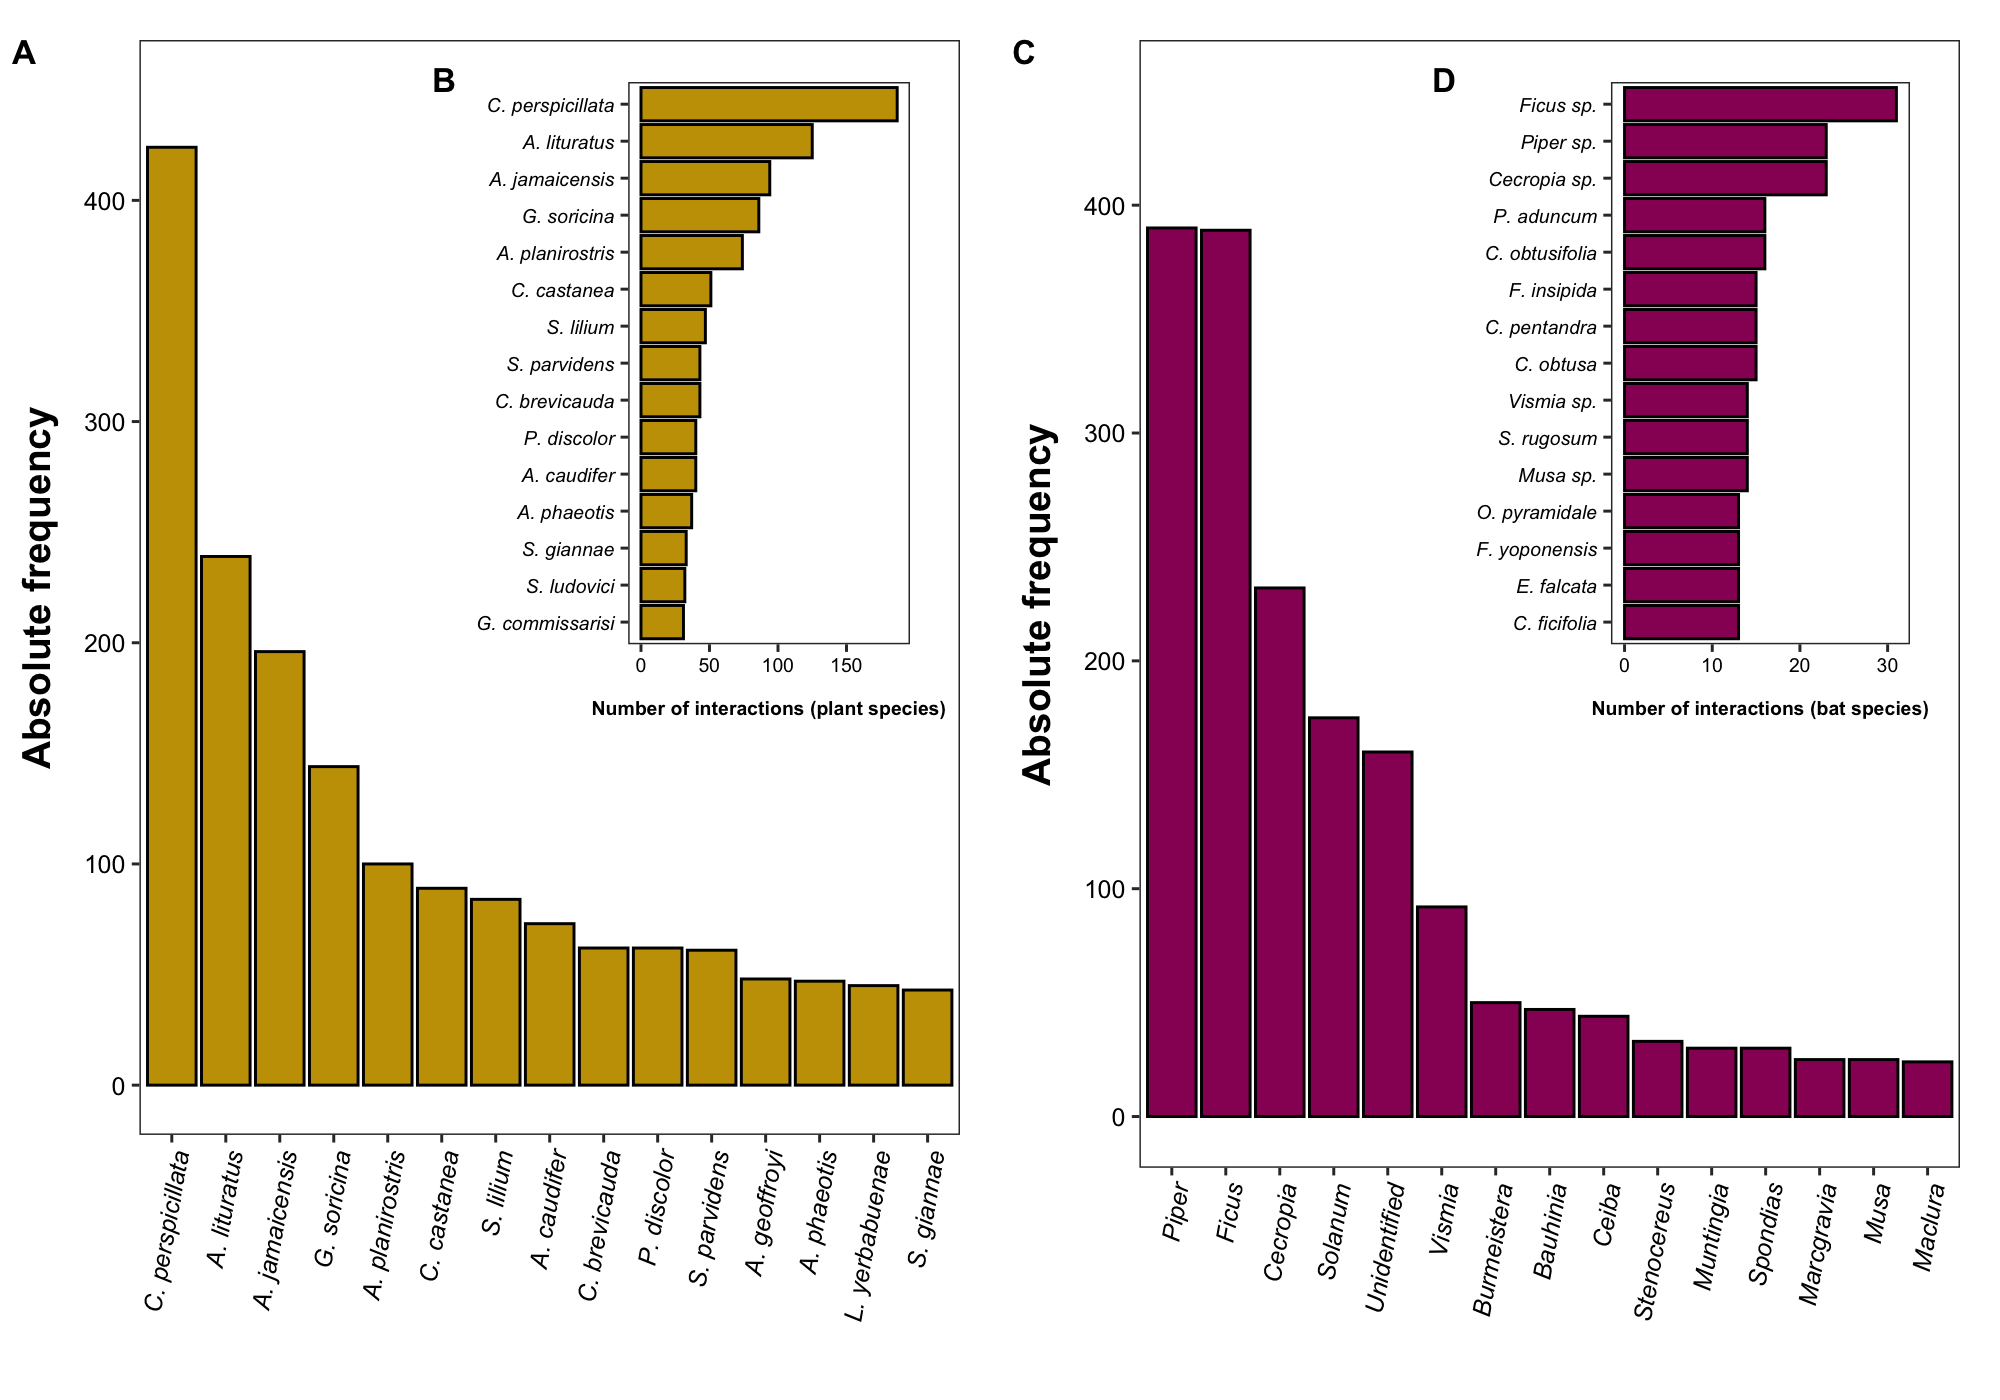 A
Absolute frequency
400
300
200
100
0
C. perspicillata
A. lituratus
A. jamaicensis
G. soricina
A. planirostris
C. castanea
S. lilium
A. caudifer
C. brevicauda
P. discolor
S. parvidens
A. geoffroyi
A. phaeotis
L. yerbabuenae
S. giannae
B
C. perspicillata
A. lituratus
A. jamaicensis
G. soricina
A. planirostris
C. castanea
S. lilium
S. parvidens
C. brevicauda
P. discolor
A. caudifer
A. phaeotis
S. giannae
S. ludovici
G. commissarisi
0 50 100 150
Number of interactions (plant species)
C
Absolute frequency
400
300
200
100
0
Piper
Ficus
Cecropia
Solanum
Unidentified
Vismia
Burmeistera
Bauhinia
Ceiba
Stenocereus
Muntingia
Spondias
Marcgravia
Musa
Maclura
D
Ficus sp.
Piper sp.
Cecropia sp.
P. aduncum
C. obtusifolia
F. insipida
C. pentandra
C. obtusa
Vismia sp.
S. rugosum
Musa sp.
O. pyramidale
F. yoponensis
E. falcata
C. ficifolia
0 10 20 30
Number of interactions (bat species)